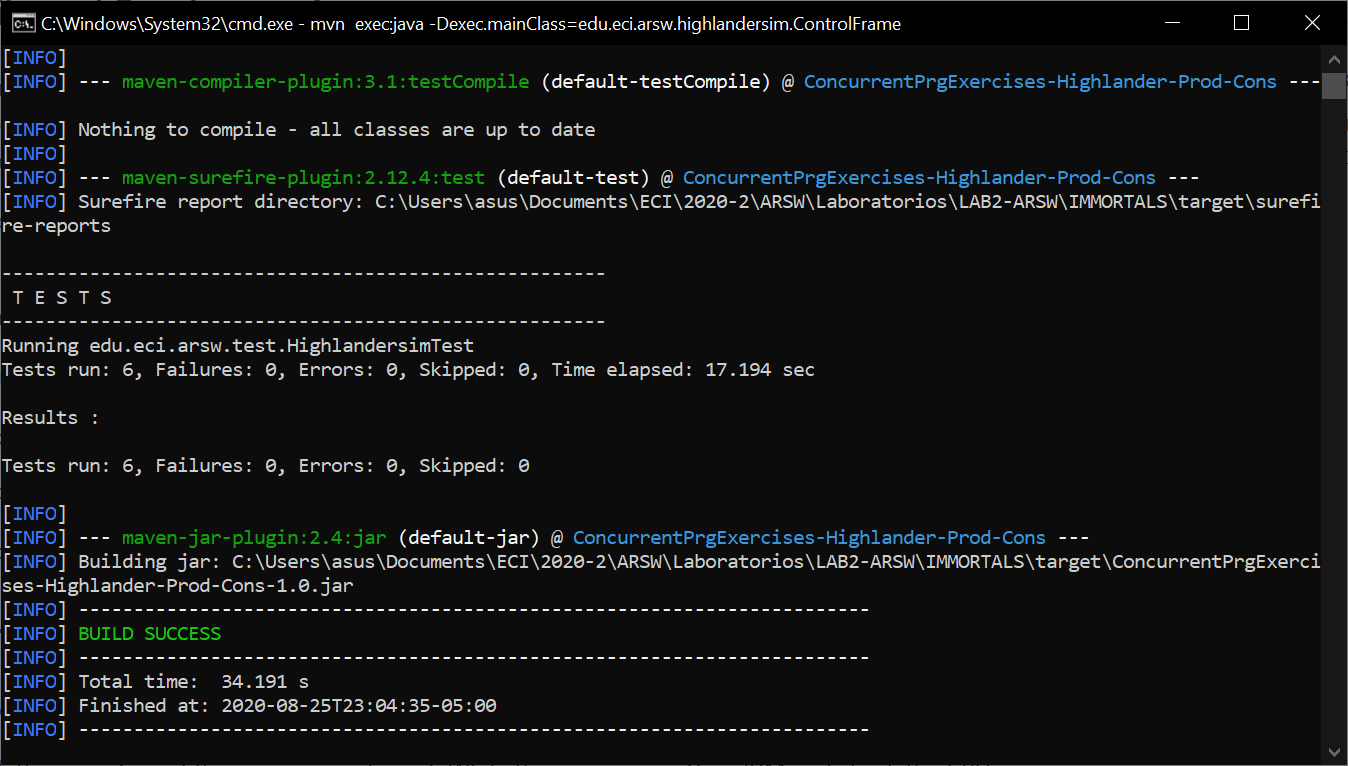 C:\Windows\System32\cmd.exe - mvn  exec:java -Dexec.mainClass=edu.eci.arsw.highlandersim.ControlFrame
[INFO]
[INFO] --- maven-compiler-plugin:3.1:testCompile (default-testCompile) @ ConcurrentPrgExercises-Highlander-Prod-Cons ---
[INFO] Nothing to compile - all classes are up to date
[INFO]
[INFO] --- maven-surefire-plugin:2.12.4:test (default-test) @ ConcurrentPrgExercises-Highlander-Prod-Cons ---
[INFO] Surefire report directory: C:\Users\asus\Documents\ECI\2020-2\ARSW\Laboratorios\LAB2-ARSW\IMMORTALS\target\surefi
re-reports
-------------------------------------------------------
 T E S T S
-------------------------------------------------------
Running edu.eci.arsw.test.HighlandersimTest
Tests run: 6, Failures: 0, Errors: 0, Skipped: 0, Time elapsed: 17.194 sec
Results :
Tests run: 6, Failures: 0, Errors: 0, Skipped: 0
[INFO]
[INFO] --- maven-jar-plugin:2.4:jar (default-jar) @ ConcurrentPrgExercises-Highlander-Prod-Cons ---
[INFO] Building jar: C:\Users\asus\Documents\ECI\2020-2\ARSW\Laboratorios\LAB2-ARSW\IMMORTALS\target\ConcurrentPrgExerci
ses-Highlander-Prod-Cons-1.0.jar
[INFO] ------------------------------------------------------------------------
[INFO] BUILD SUCCESS
[INFO] ------------------------------------------------------------------------
[INFO] Total time:  34.191 s
[INFO] Finished at: 2020-08-25T23:04:35-05:00
[INFO] ------------------------------------------------------------------------